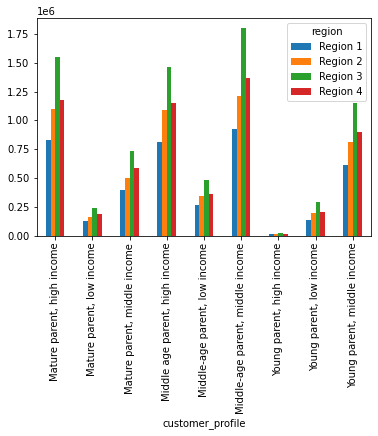 1e6
region
Region 1
Region 2
Region 3
Region 4
1.75
1.50
1.25
1.00
0.75
0.50
0.25
0.00
Mature parent, high income
Mature parent, low income
Mature parent, middle income
Middle age parent, high income
Middle-age parent, low income
Middle-age parent, middle income
Young parent, high income
Young parent, low income
Young parent, middle income
customer_profile